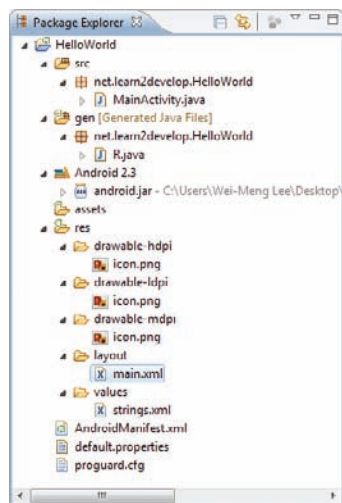 Package Explorer
HelloWorld
src
net.learn2develop.HelloWorld
MainActivity.java
gen [Generated Java Files]
net.learn2develop.HelloWorld
R.java
Android 2.3
android.jar - C:\Users\Wei-Meng Lee\Desktop\
assets
res
drawable-hdpi
icon.png
drawable-ldpi
icon.png
drawable-mdpi
icon.png
layout
main.xml
values
strings.xml
AndroidManifest.xml
default.properties
proguard.cfg